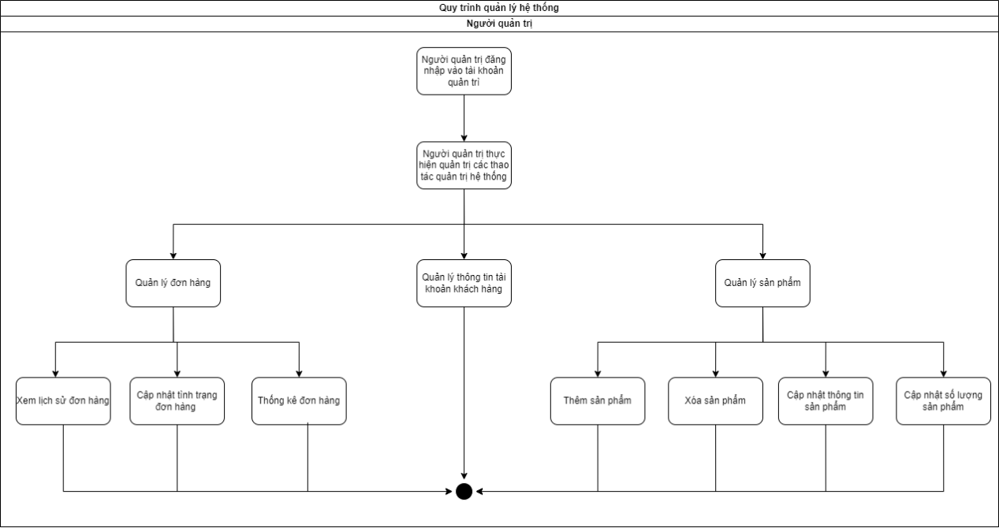 Quy trình quản lý hệ thống
Người quản trị
Người quản trị đăng
nhập vào tài khoản
quản trì
Người quản trị thực
hiện quản trị các thao
tác quản trị hệ thống
Quản lý đơn hàng
Quản lý thông tin tài
khoản khách hàng
Quản lý sản phẩm
Xem lịch sử đơn hàng
Cập nhật tình trạng
đơn hàng
Thống kê đơn hàng
Thêm sản phẩm
Xóa sản phẩm
Cập nhật thông tin
sản phẩm
Cập nhật số lượng
sản phẩm